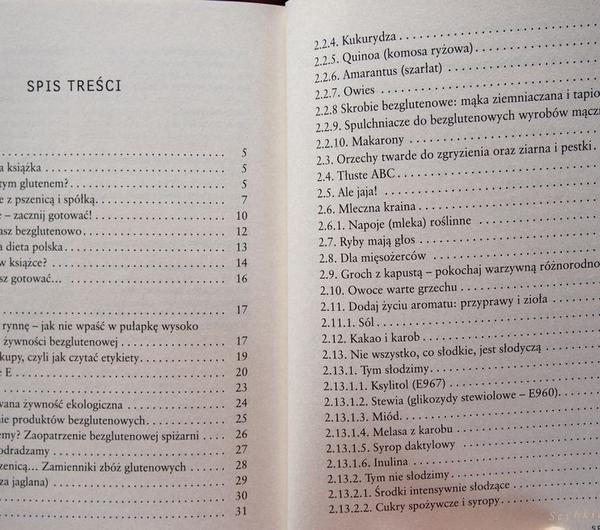 SPIS TREŚCI
5
a książka 5
tym glutenem? 5
e z pszenicą i spółką. 7
e – zacznij gotować! 10
asz bezglutenowo 12
a dieta polska 13
w książce? 14
sz gotować... 16
17
rynnę – jak nie wpaść w pułapkę wysoko
żywności bezglutenowej 17
kupy, czyli jak czytać etykiety 19
e E 20
23
wana żywność ekologiczna 24
nie produktów bezglutenowych 25
emy? Zaopatrzenie bezglutenowej spiżarni 26
odradzamy 27
zenicą... Zamienniki zbóż glutenowych 28
za jaglana) 29
30
31
2.2.4. Kukurydza
2.2.5. Quinoa (komosa ryżowa)
2.2.6. Amarantus (szarłat)
2.2.7. Owies
2.2.8 Skrobie bezglutenowe: mąka ziemniaczana i tapio
2.2.9. Spulchniacze do bezglutenowych wyrobów mączn
2.2.10. Makarony
2.3. Orzechy twarde do zgryzienia oraz ziarna i pestki
2.4. Tłuste ABC
2.5. Ale jaja!
2.6. Mleczna kraina
2.6.1. Napoje (mleka) roślinne
2.7. Ryby mają głos
2.8. Dla mięsożerców
2.9. Groch z kapustą – pokochaj warzywną różnorodno
2.10. Owoce warte grzechu
2.11. Dodaj życiu aromatu: przyprawy i zioła
2.11.1. Sól
2.12. Kakao i karob
2.13. Nie wszystko, co słodkie, jest słodyczą
2.13.1. Tym słodzimy
2.13.1.1. Ksylitol (E967)
2.13.1.2. Stewia (glikozydy stewiolowe – E960)
2.13.1.3. Miód
2.13.1.4. Melasa z karobu
2.13.1.5. Syrop daktylowy
2.13.1.6. Inulina
2.13.2. Tym nie słodzimy
2.13.2.1. Środki intensywnie słodzące
2.13.2.2. Cukry spożywcze i syropy